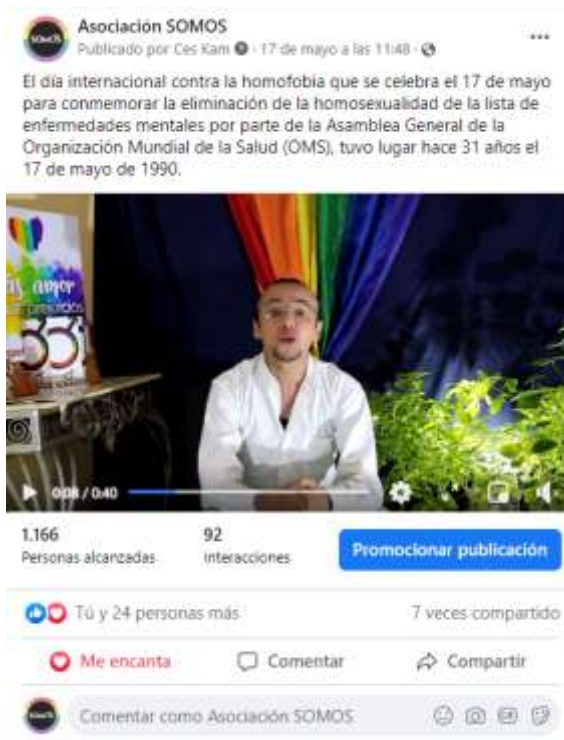 Asociación SOMOS
Publicado por Ces Kam · 17 de mayo a las 11:48 ·
El día internacional contra la homofobia que se celebra el 17 de mayo
para conmemorar la eliminación de la homosexualidad de la lista de
enfermedades mentales por parte de la Asamblea General de la
Organización Mundial de la Salud (OMS), tuvo lugar hace 31 años el
17 de mayo de 1990.
amor
0:08 / 0:40
1.166
Personas alcanzadas
92
Interacciones
Promocionar publicación
Tú y 24 personas más
7 veces compartido
Me encanta
Comentar
Compartir
Comentar como Asociación SOMOS